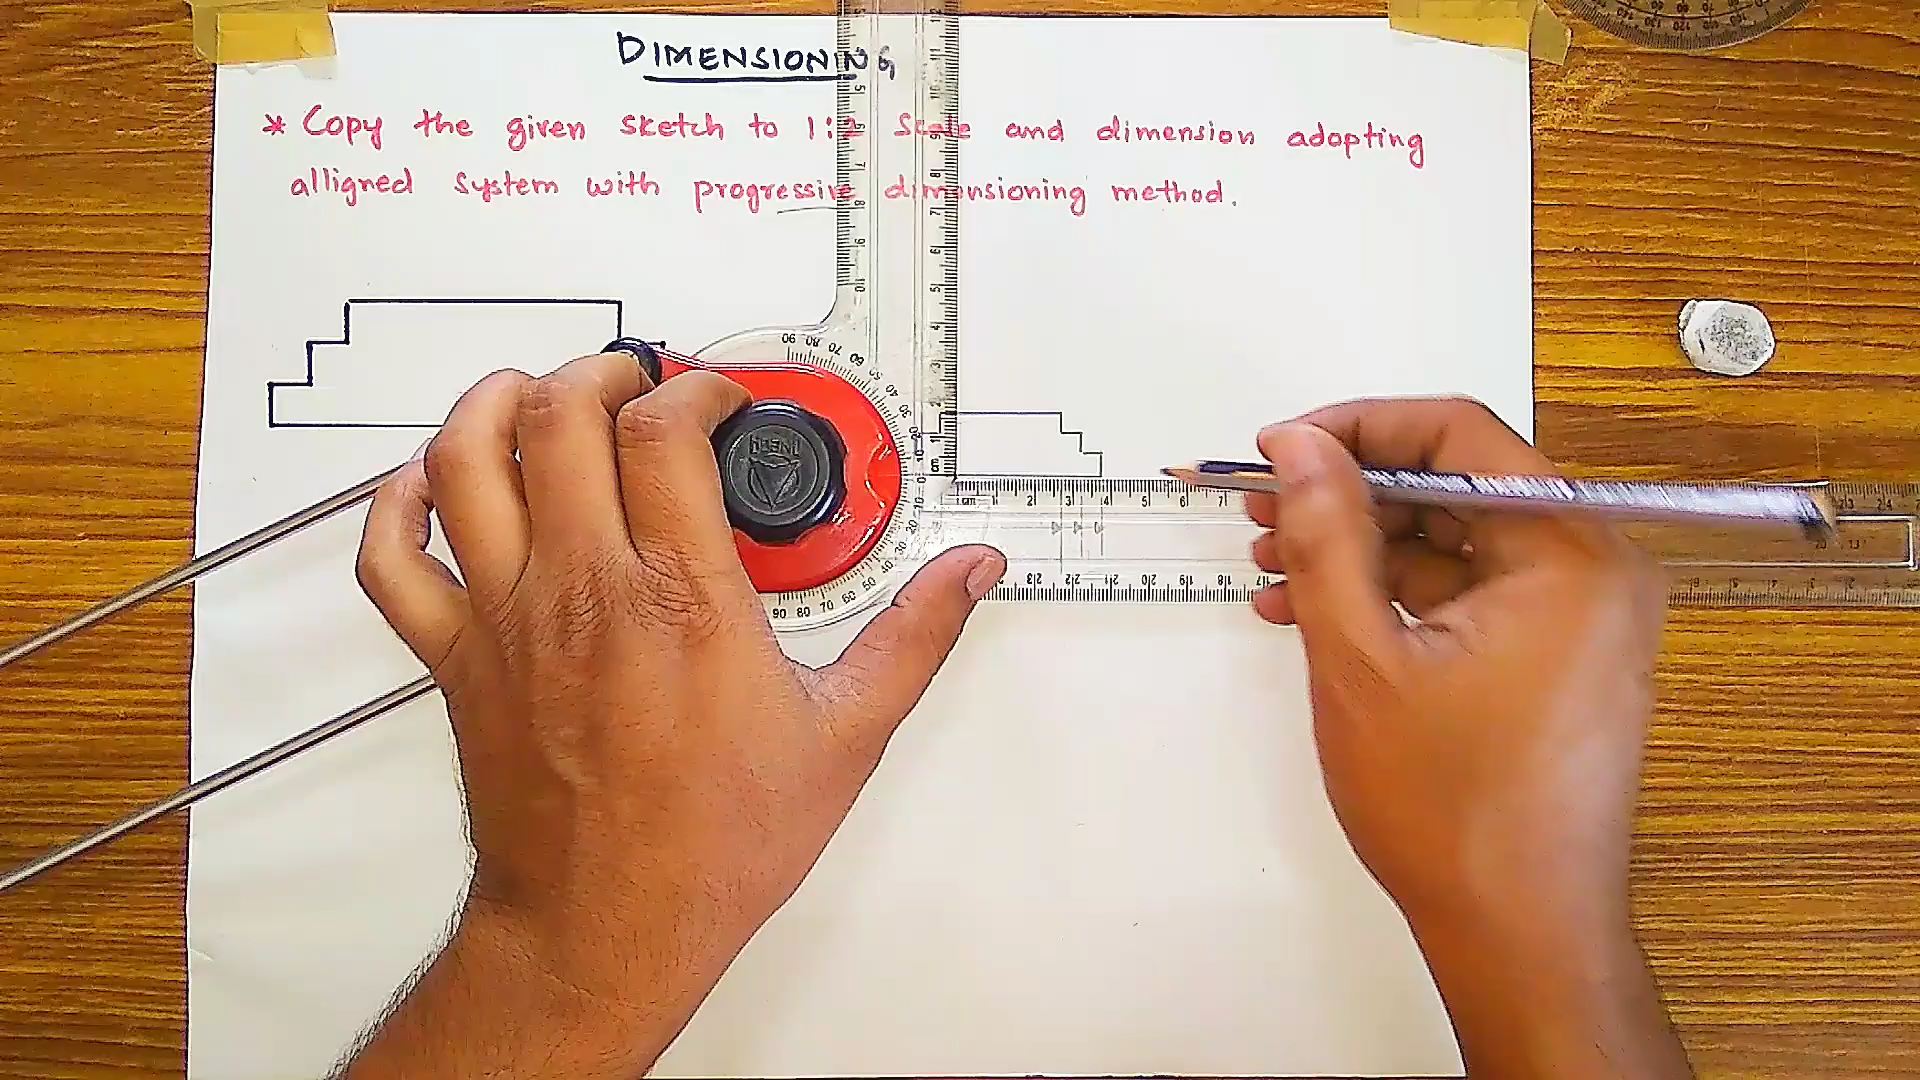 DIMENSIONING
* Copy the given sketch to 1:2 Scale and dimension adopting
alligned system with progressive dimensioning method.